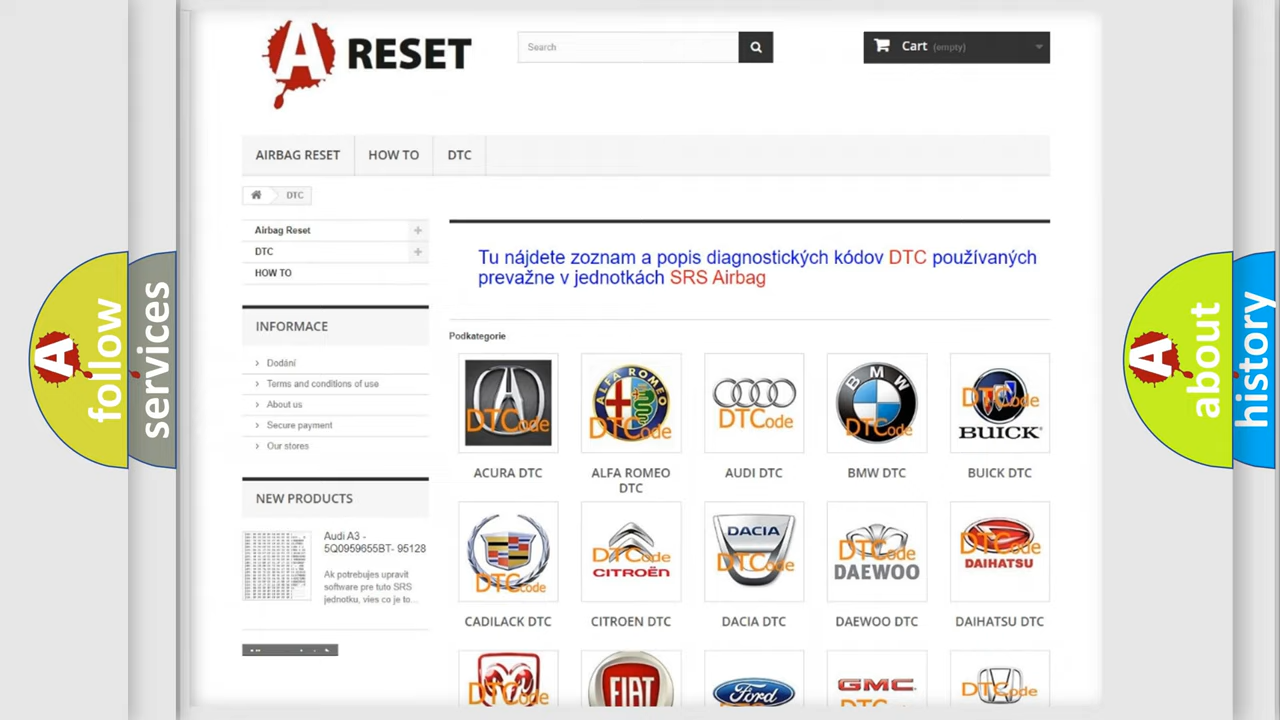 A RESET
Search
Cart (empty)
AIRBAG RESET
HOW TO
DTC
DTC
Airbag Reset
DTC
HOW TO
INFORMACE
Dodání
Terms and conditions of use
About us
Secure payment
Our stores
NEW PRODUCTS
Audi A3 -
5Q0959655BT- 95128
Ak potrebujes upravit
software pre tuto SRS
jednotku, vies co je to...
Tu nájdete zoznam a popis diagnostických kódov DTC používaných
prevažne v jednotkách SRS Airbag
Podkategorie
DTCode
ALFA ROMEO
DTCode
DTCode
BMW
DTCode
DTCode
BUICK
ACURA DTC
ALFA ROMEO
DTC
AUDI DTC
BMW DTC
BUICK DTC
DTCode
DTCode
CITROËN
DACIA
DTCode
DTCode
DAEWOO
DTCode
DAIHATSU
CADILACK DTC
CITROEN DTC
DACIA DTC
DAEWOO DTC
DAIHATSU DTC
DTCode
FIAT
Ford
GMC
DTCode
A follow
services
A about
history